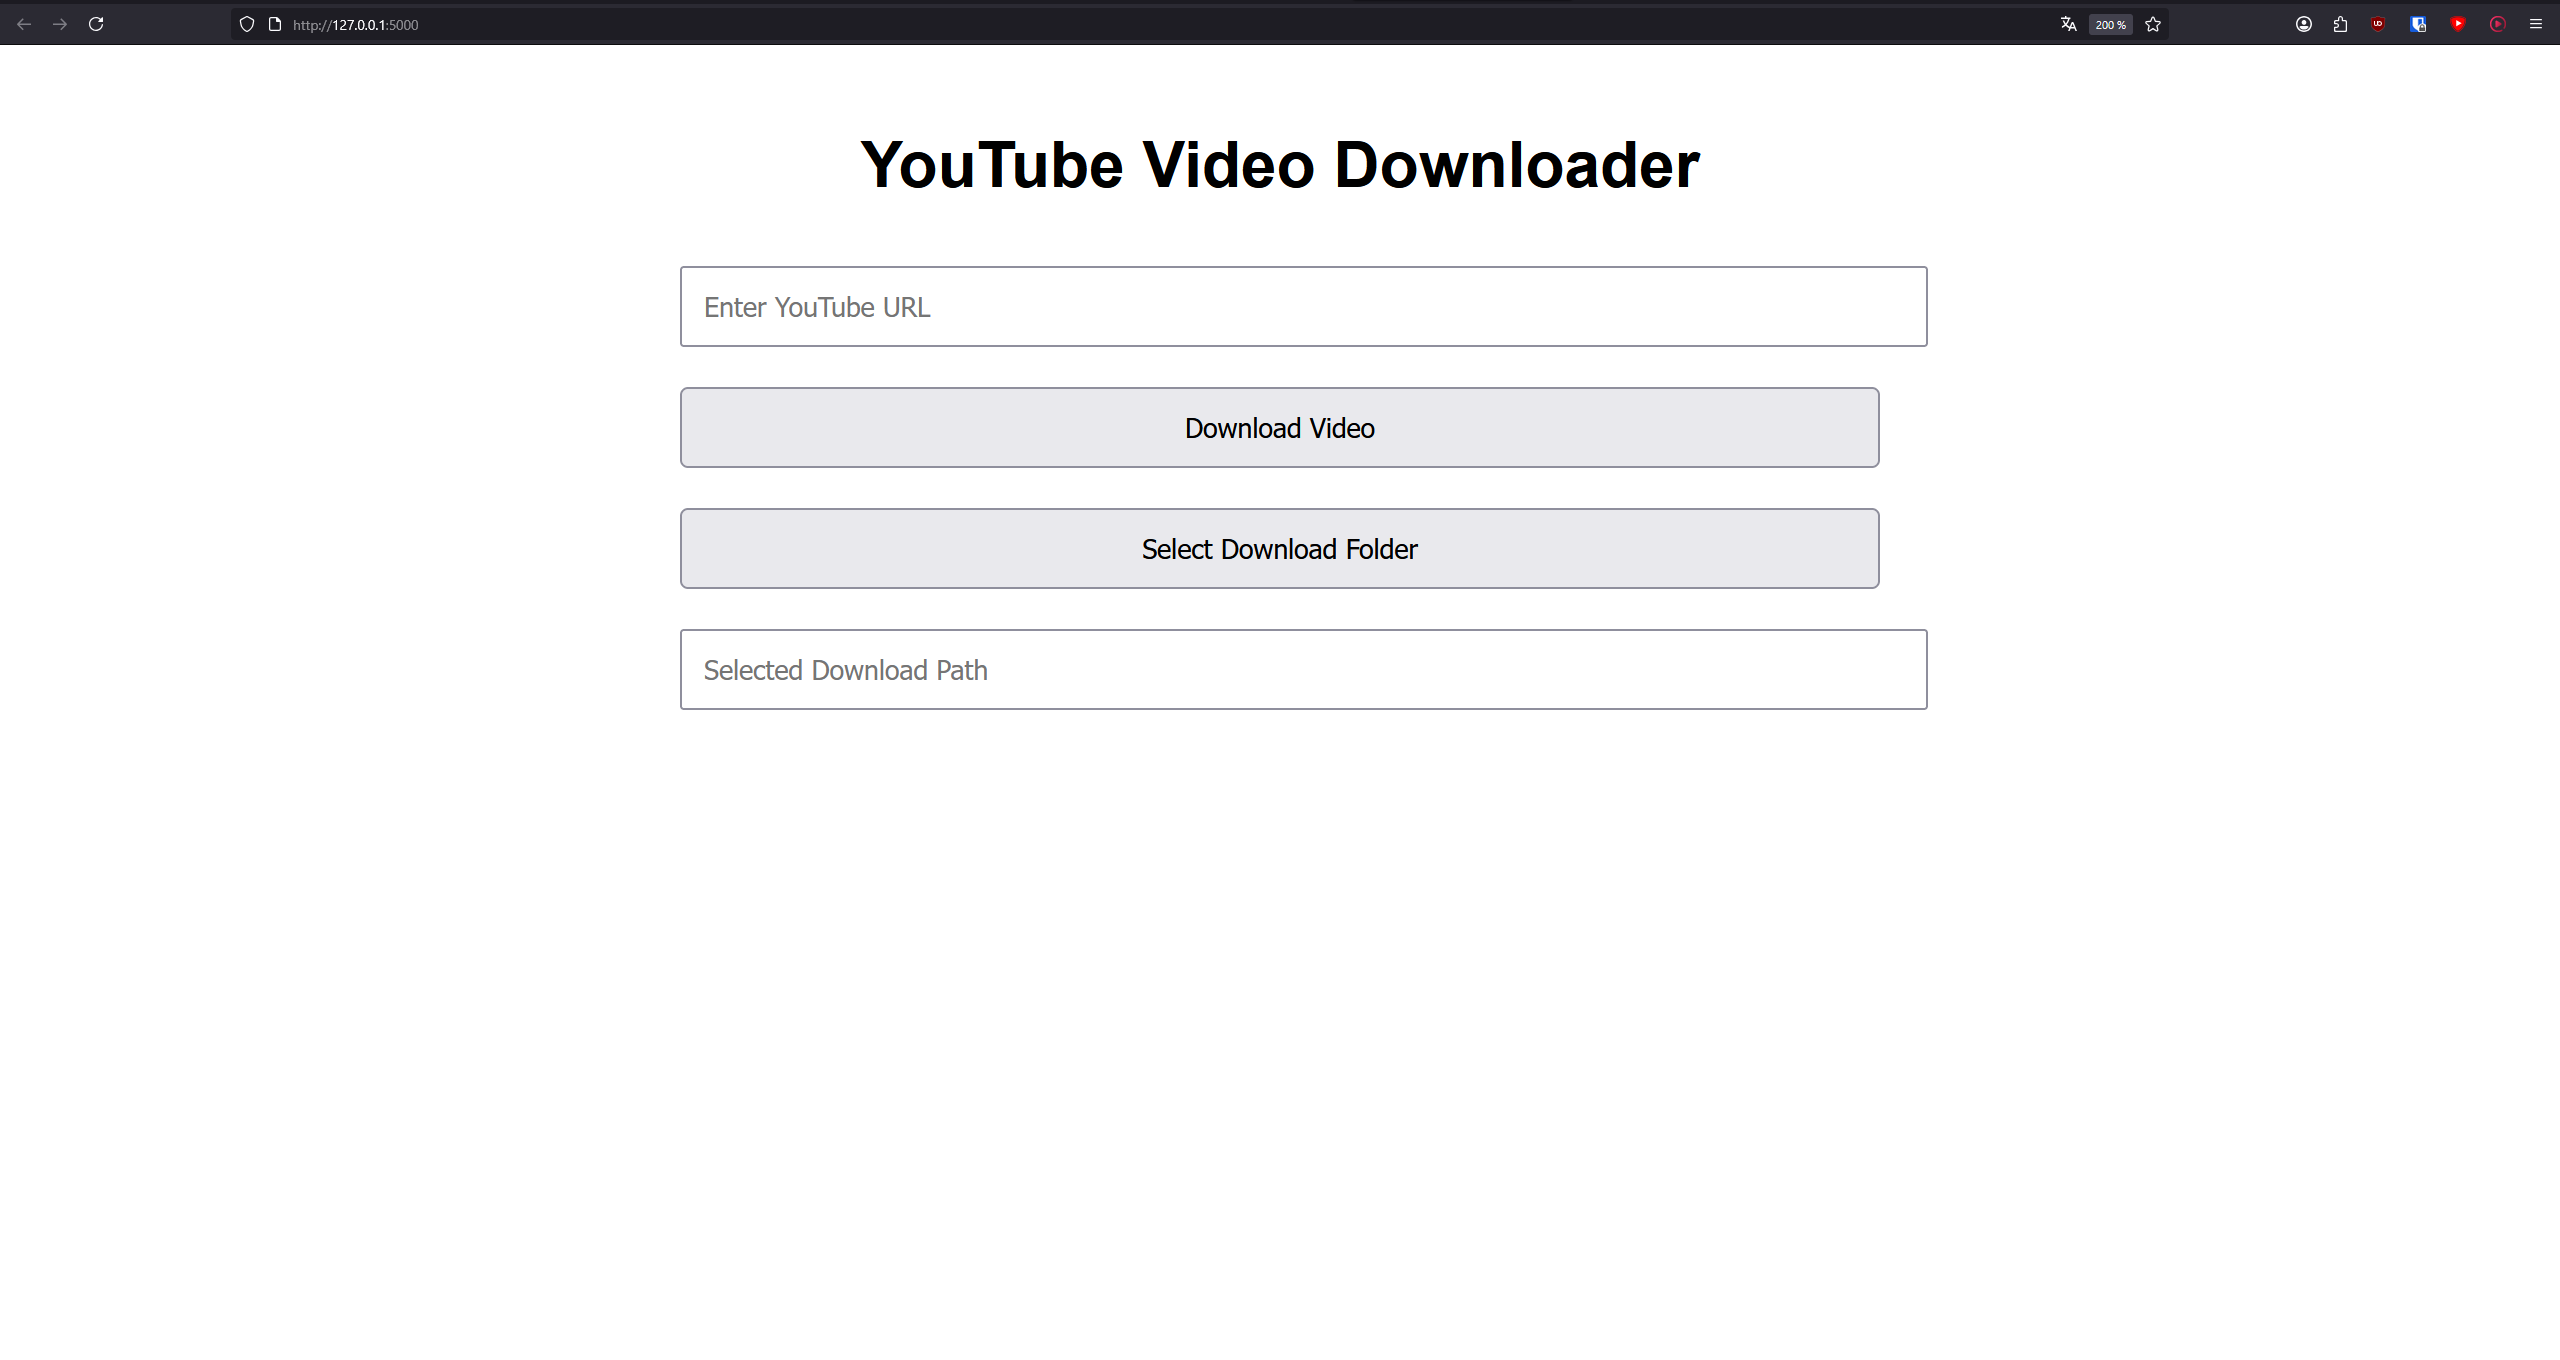 http://127.0.0.1:5000
200 %
YouTube Video Downloader
Enter YouTube URL
Download Video
Select Download Folder
Selected Download Path